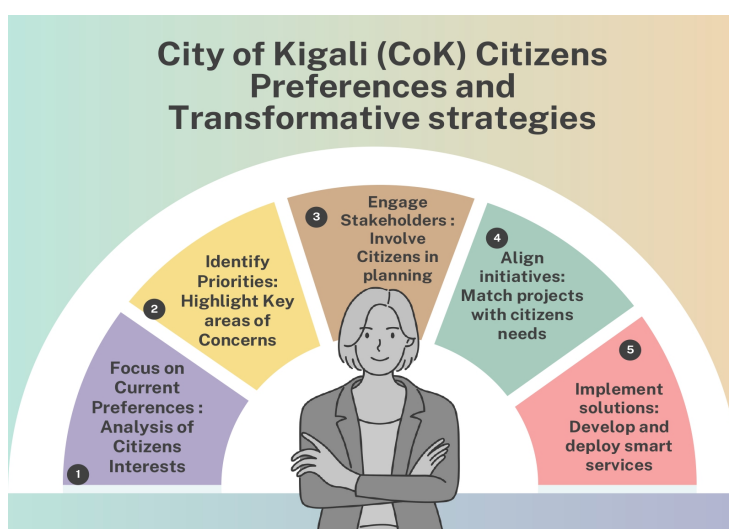 City of Kigali (CoK) Citizens
Preferences and
Transformative strategies
1
Focus on
Current
Preferences :
Analysis of
Citizens
Interests
2
Identify
Priorities:
Highlight Key
areas of
Concerns
3
Engage
Stakeholders :
Involve
Citizens in
planning
4
Align
initiatives:
Match projects
with citizens
needs
5
Implement
solutions:
Develop and
deploy smart
services